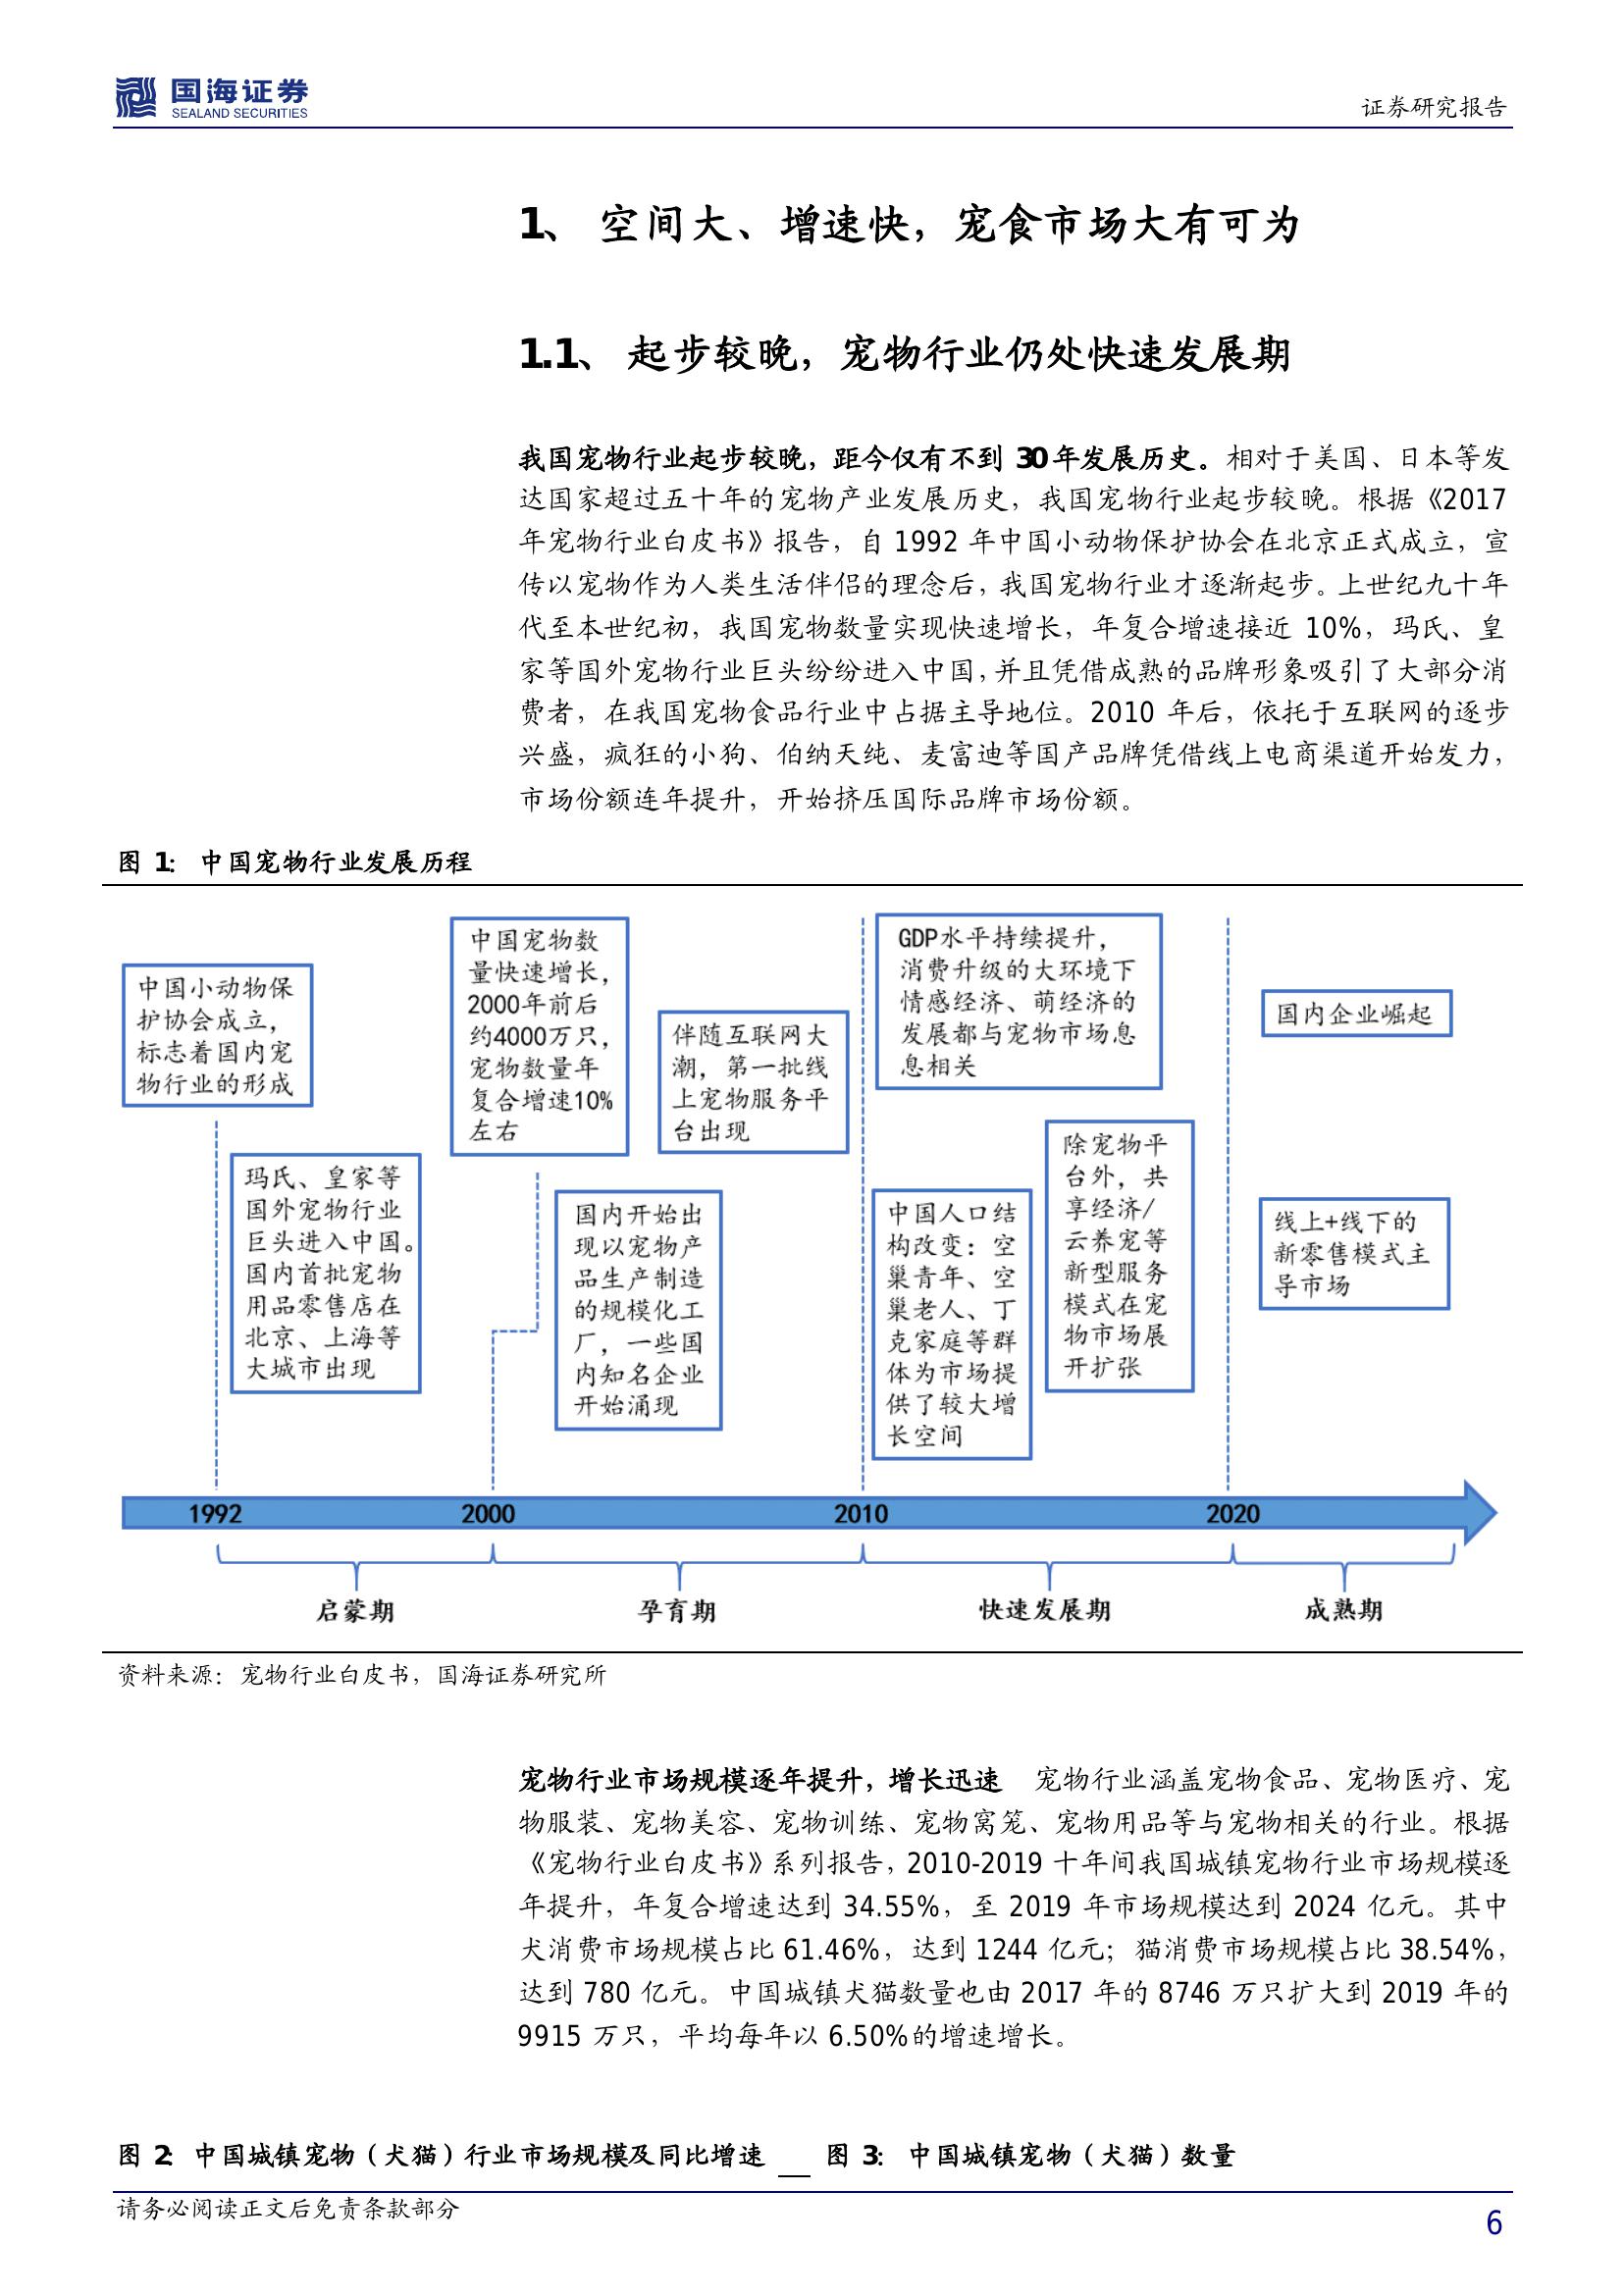 国海证券
SEALAND SECURITIES
证券研究报告
1、 空间大、增速快，宠食市场大有可为
1.1、 起步较晚，宠物行业仍处快速发展期
我国宠物行业起步较晚，距今仅有不到 30 年发展历史。相对于美国、日本等发
达国家超过五十年的宠物产业发展历史，我国宠物行业起步较晚。根据《2017
年宠物行业白皮书》报告，自 1992 年中国小动物保护协会在北京正式成立，宣
传以宠物作为人类生活伴侣的理念后，我国宠物行业才逐渐起步。上世纪九十年
代至本世纪初，我国宠物数量实现快速增长，年复合增速接近 10%，玛氏、皇
家等国外宠物行业巨头纷纷进入中国，并且凭借成熟的品牌形象吸引了大部分消
费者，在我国宠物食品行业中占据主导地位。2010 年后，依托于互联网的逐步
兴盛，疯狂的小狗、伯纳天纯、麦富迪等国产品牌凭借线上电商渠道开始发力，
市场份额连年提升，开始挤压国际品牌市场份额。
图 1： 中国宠物行业发展历程
中国小动物保
护协会成立，
标志着国内宠
物行业的形成
玛氏、皇家等
国外宠物行业
巨头进入中国。
国内首批宠物
用品零售店在
北京、上海等
大城市出现
中国宠物数
量快速增长，
2000年前后
约4000万只，
宠物数量年
复合增速10%
左右
国内开始出
现以宠物产
品生产制造
的规模化工
厂，一些国
内知名企业
开始涌现
伴随互联网大
潮，第一批线
上宠物服务平
台出现
GDP水平持续提升，
消费升级的大环境下
情感经济、萌经济的
发展都与宠物市场息
息相关
中国人口结
构改变：空
巢青年、空
巢老人、丁
克家庭等群
体为市场提
供了较大增
长空间
除宠物平
台外，共
享经济/
云养宠等
新型服务
模式在宠
物市场展
开扩张
国内企业崛起
线上+线下的
新零售模式主
导市场
1992 2000 2010 2020
启蒙期 孕育期 快速发展期 成熟期
资料来源：宠物行业白皮书，国海证券研究所
宠物行业市场规模逐年提升，增长迅速 宠物行业涵盖宠物食品、宠物医疗、宠
物服装、宠物美容、宠物训练、宠物窝笼、宠物用品等与宠物相关的行业。根据
《宠物行业白皮书》系列报告，2010-2019 十年间我国城镇宠物行业市场规模逐
年提升，年复合增速达到 34.55%，至 2019 年市场规模达到 2024 亿元。其中
犬消费市场规模占比 61.46%，达到 1244 亿元；猫消费市场规模占比 38.54%，
达到 780 亿元。中国城镇犬猫数量也由 2017 年的 8746 万只扩大到 2019 年的
9915 万只，平均每年以 6.50%的增速增长。
图 2： 中国城镇宠物（犬猫）行业市场规模及同比增速 图 3： 中国城镇宠物（犬猫）数量
请务必阅读正文后免责条款部分
6